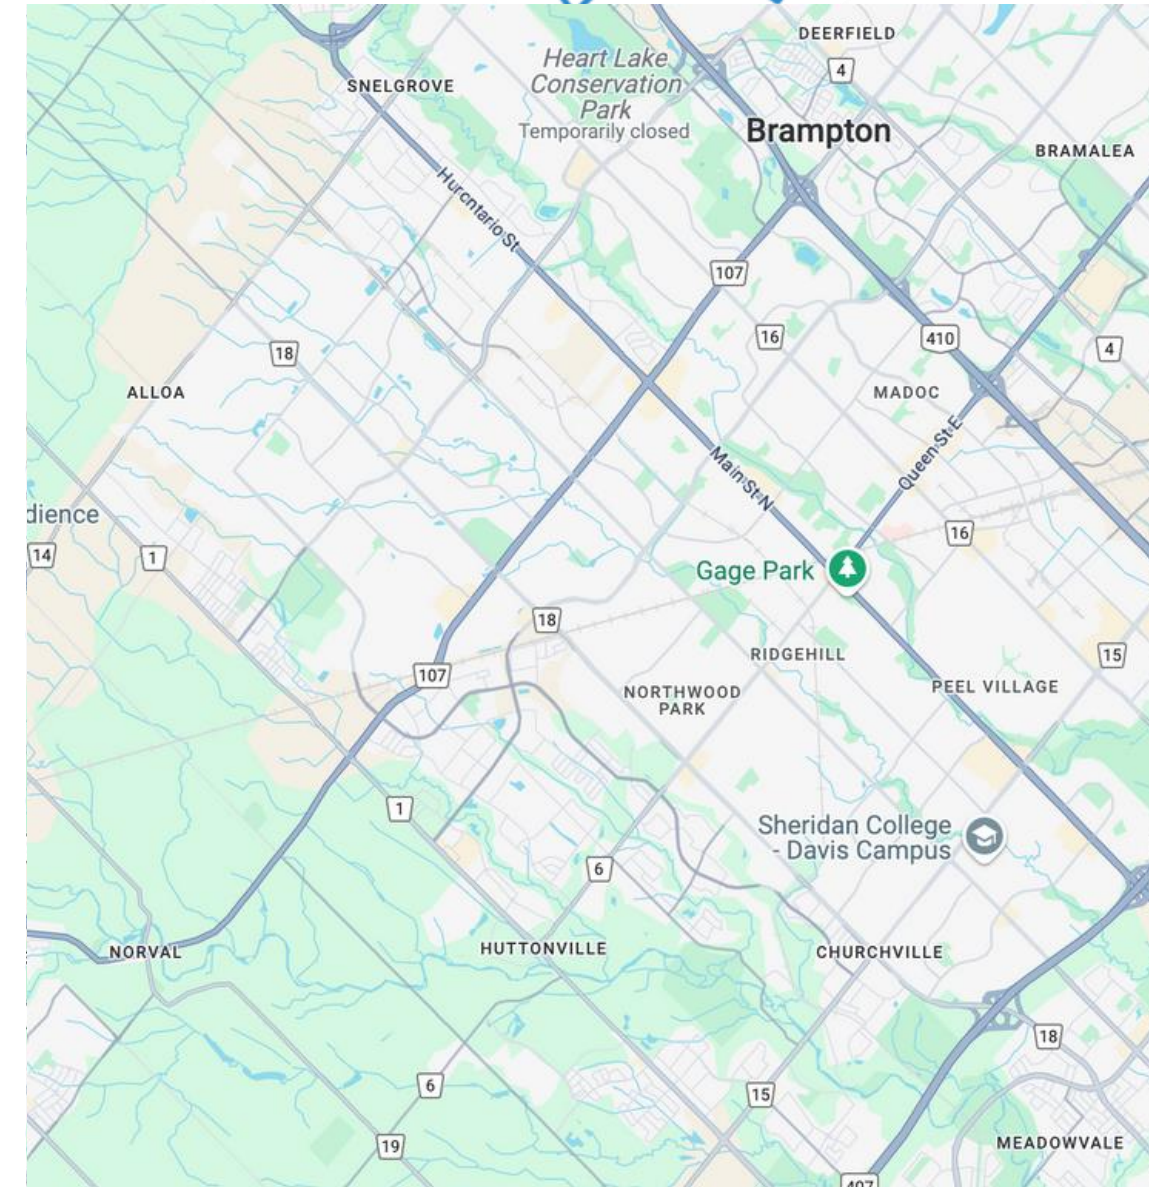 DEERFIELD
Heart Lake
Conservation
Park
Temporarily closed
4
SNELGROVE
Brampton
BRAMALEA
Hurontario St
107
16
410
4
18
ALLOA
MADOC
Queen St E
Main St N
dience
14
1
16
Gage Park
18
RIDGEHILL
15
107
NORTHWOOD
PARK
PEEL VILLAGE
1
Sheridan College
- Davis Campus
6
NORVAL
HUTTONVILLE
CHURCHVILLE
18
6
15
19
MEADOWVALE
407